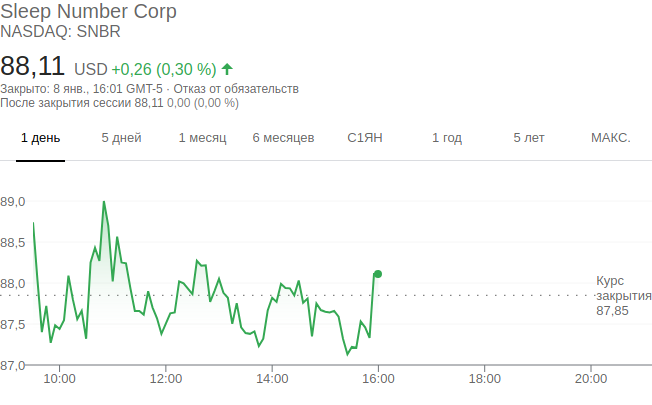 Sleep Number Corp
NASDAQ: SNBR
88,11 USD +0,26 (0,30 %)
Закрыто: 8 янв., 16:01 GMT-5 · Отказ от обязательств
После закрытия сессии 88,11 0,00 (0,00 %)
1 день 5 дней 1 месяц 6 месяцев С1ЯН 1 год 5 лет МАКС.
89,0
88,5
88,0
87,5
87,0
Курс
закрытия
87,85
10:00 12:00 14:00 16:00 18:00 20:00